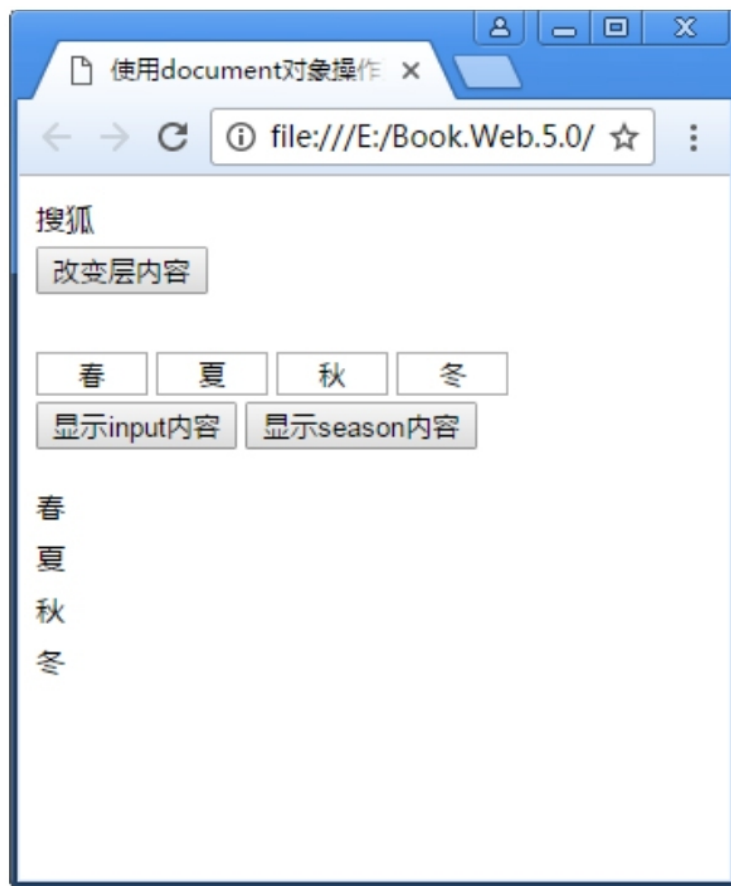 使用document对象操作
file:///E:/Book.Web.5.0/
搜狐
改变层内容
春 夏 秋 冬
显示input内容 显示season内容
春
夏
秋
冬